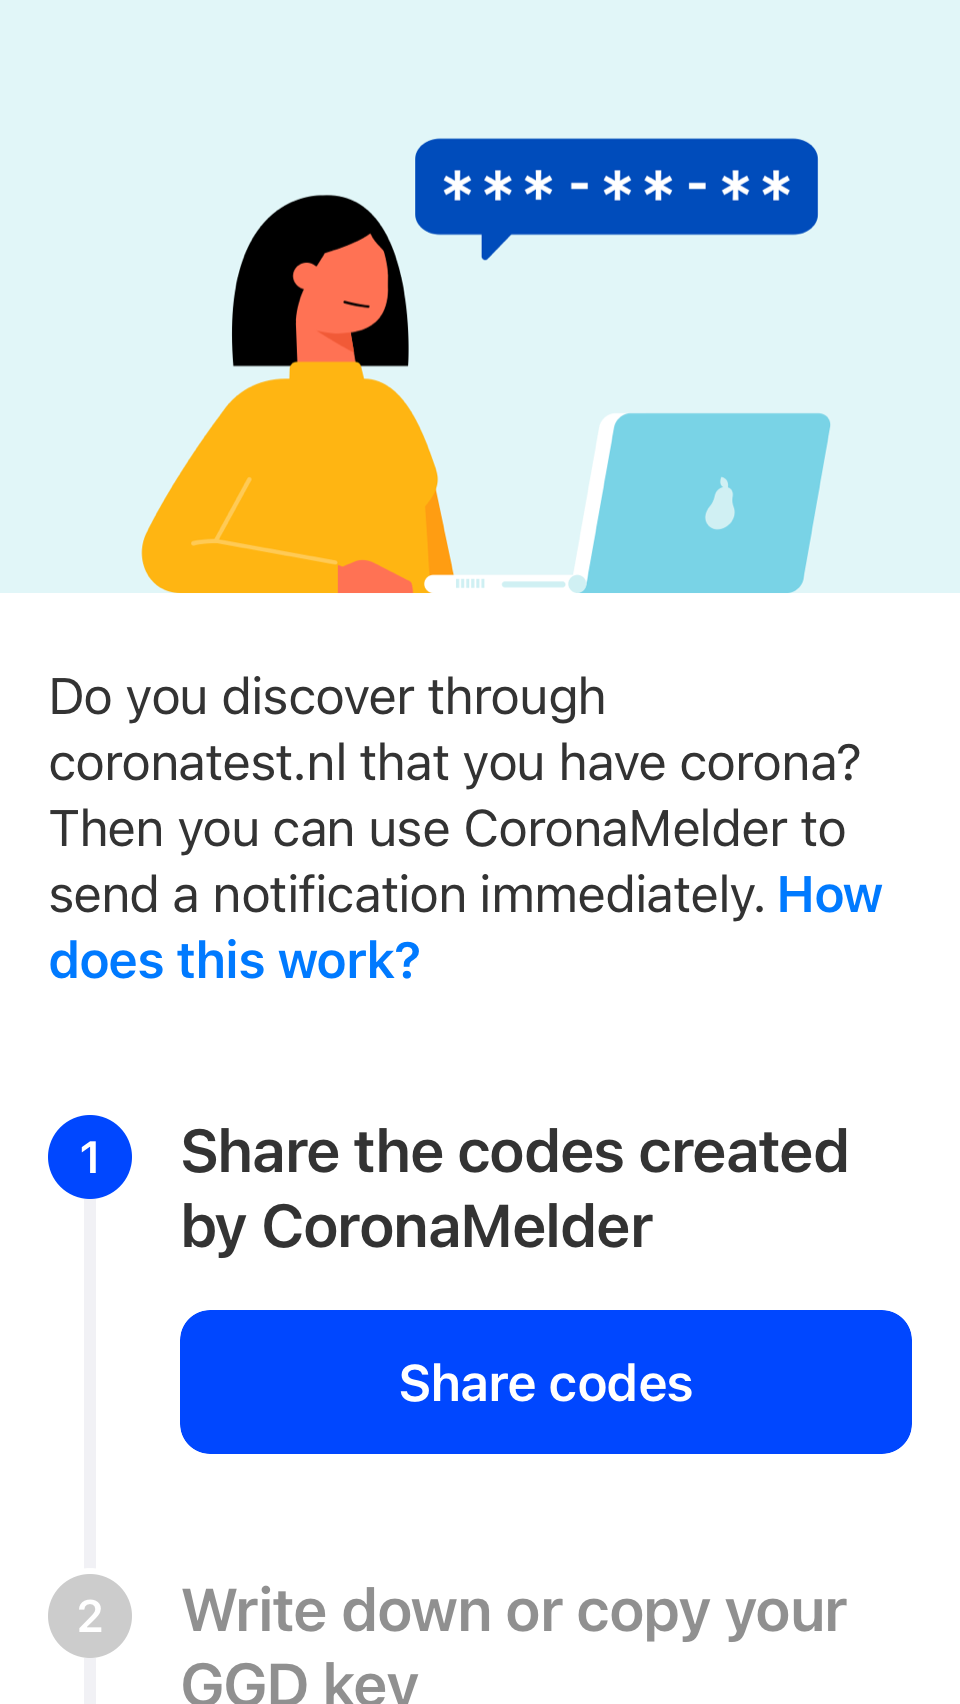 ***-**-**
Do you discover through
coronatest.nl that you have corona?
Then you can use CoronaMelder to
send a notification immediately. How
does this work?
1
Share the codes created
by CoronaMelder
Share codes
2
Write down or copy your
GGD key